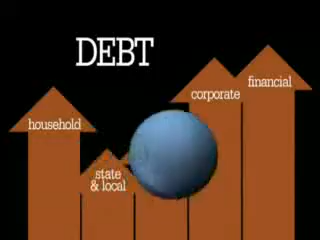 DEBT
household
state
& local
corporate
financial